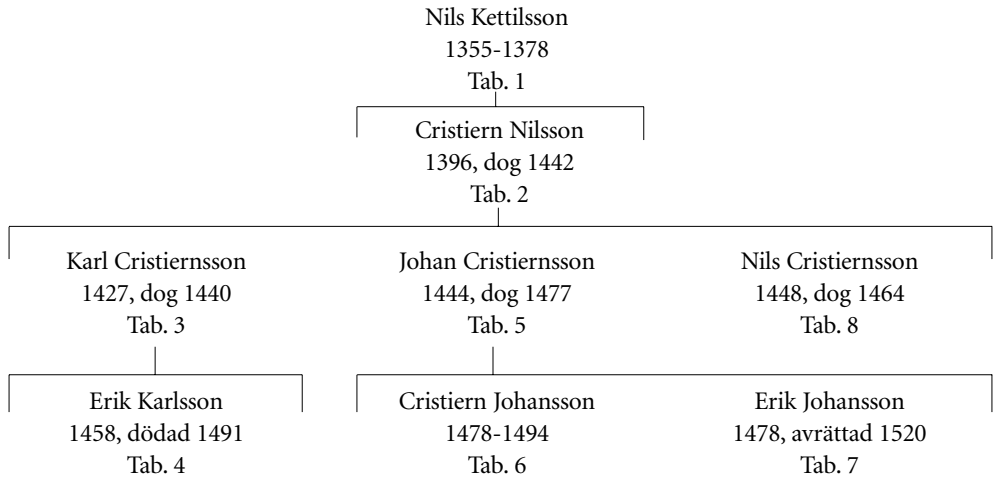 Nils Kettilsson
1355-1378
Tab. 1
Cristiern Nilsson
1396, dog 1442
Tab. 2
Karl Cristiernsson
1427, dog 1440
Tab. 3
Johan Cristiernsson
1444, dog 1477
Tab. 5
Nils Cristiernsson
1448, dog 1464
Tab. 8
Erik Karlsson
1458, dödad 1491
Tab. 4
Cristiern Johansson
1478-1494
Tab. 6
Erik Johansson
1478, avrättad 1520
Tab. 7